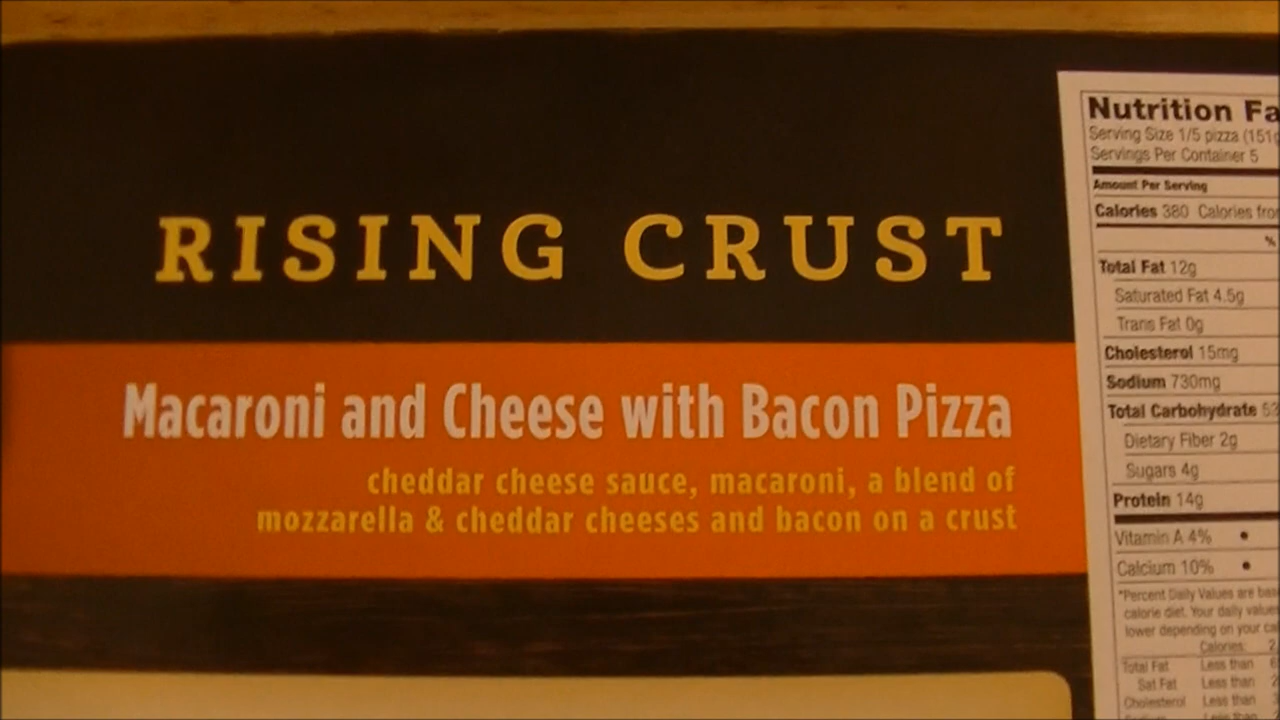 RISING CRUST
Macaroni and Cheese with Bacon Pizza
cheddar cheese sauce, macaroni, a blend of
mozzarella & cheddar cheeses and bacon on a crust
Nutrition Fa
Serving Size 1/5 pizza (151g
Servings Per Container 5
Amount Per Serving
Calories 380 Calories fro
%
Total Fat 12g
Saturated Fat 4.5g
Trans Fat 0g
Cholesterol 15mg
Sodium 730mg
Total Carbohydrate
Dietary Fiber 2g
Sugars 4g
Protein 14g
Vitamin A 4% •
Calcium 10% •
*Percent Daily Values are bas
calorie diet. Your daily value
lower depending on your ca
Calories: 2
Total Fat Less than
Sat Fat Less than
Cholesterol Less than